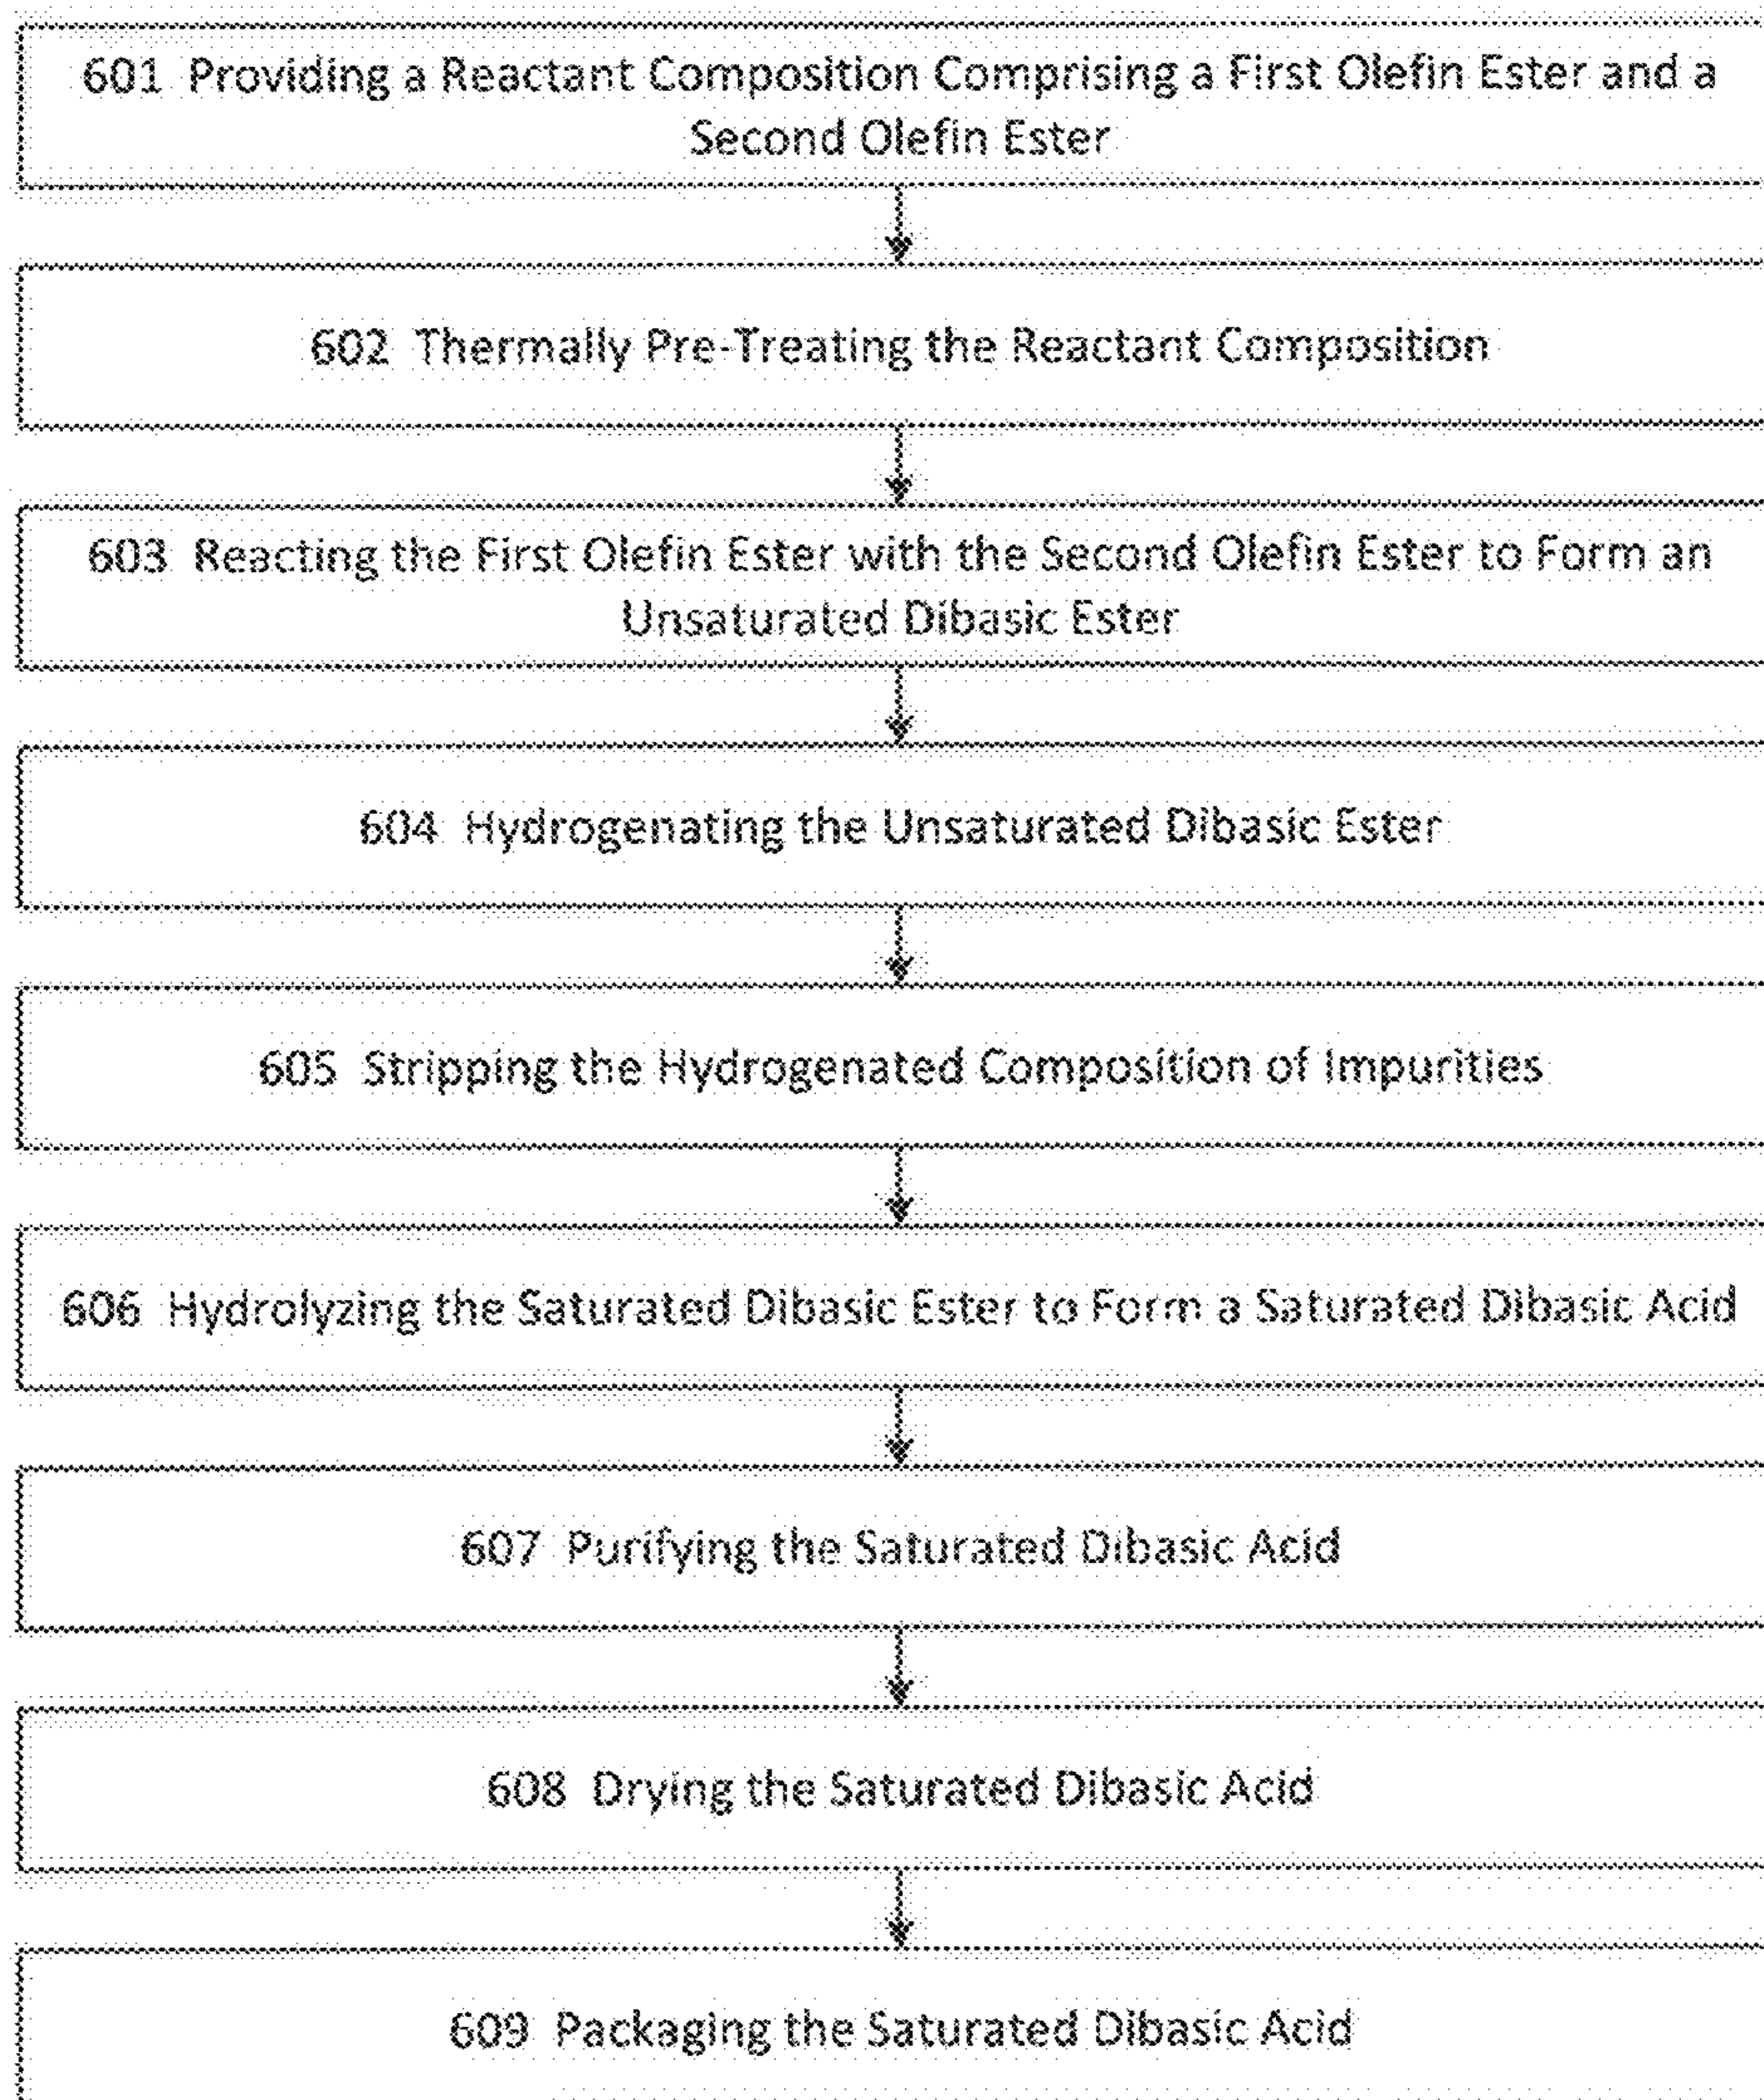 601 Providing a Reactant Composition Comprising a First Olefin Ester and a
Second Olefin Ester
602 Thermally Pre-Treating the Reactant Composition
603 Reacting the First Olefin Ester with the Second Olefin Ester to Form an
Unsaturated Dibasic Ester
604 Hydrogenating the Unsaturated Dibasic Ester
605 Stripping the Hydrogenated Composition of Impurities
606 Hydrolyzing the Saturated Dibasic Ester to Form a Saturated Dibasic Acid
607 Purifying the Saturated Dibasic Acid
608 Drying the Saturated Dibasic Acid
609 Packaging the Saturated Dibasic Acid